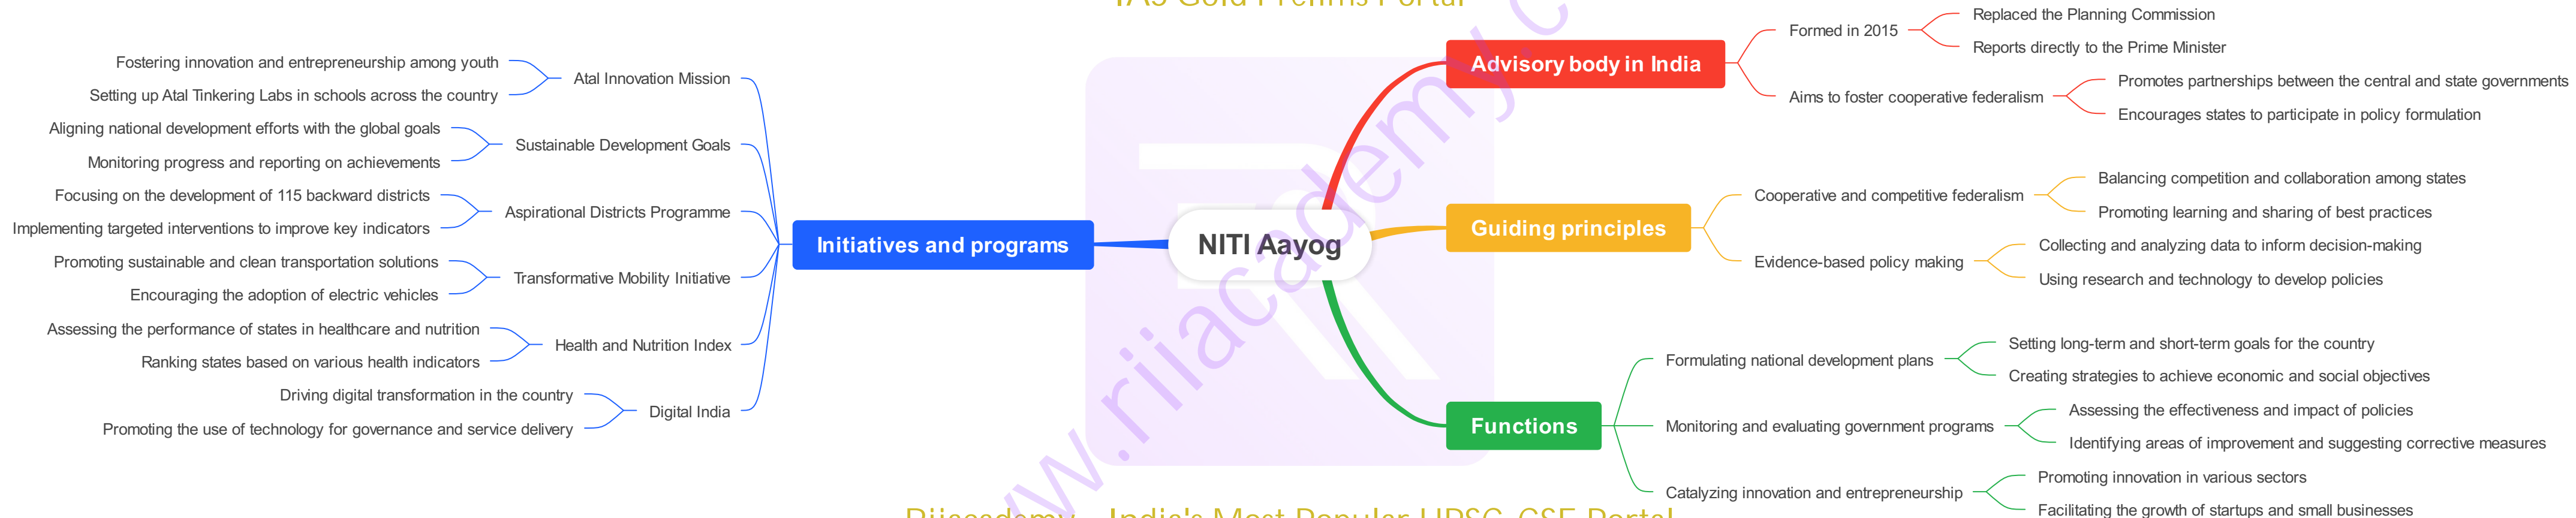 IAS Gold Prelims Portal
NITI Aayog
Advisory body in India
Formed in 2015
Replaced the Planning Commission
Reports directly to the Prime Minister
Aims to foster cooperative federalism
Promotes partnerships between the central and state governments
Encourages states to participate in policy formulation
Guiding principles
Cooperative and competitive federalism
Balancing competition and collaboration among states
Promoting learning and sharing of best practices
Evidence-based policy making
Collecting and analyzing data to inform decision-making
Using research and technology to develop policies
Functions
Formulating national development plans
Setting long-term and short-term goals for the country
Creating strategies to achieve economic and social objectives
Monitoring and evaluating government programs
Assessing the effectiveness and impact of policies
Identifying areas of improvement and suggesting corrective measures
Catalyzing innovation and entrepreneurship
Promoting innovation in various sectors
Facilitating the growth of startups and small businesses
Initiatives and programs
Atal Innovation Mission
Fostering innovation and entrepreneurship among youth
Setting up Atal Tinkering Labs in schools across the country
Sustainable Development Goals
Aligning national development efforts with the global goals
Monitoring progress and reporting on achievements
Aspirational Districts Programme
Focusing on the development of 115 backward districts
Implementing targeted interventions to improve key indicators
Transformative Mobility Initiative
Promoting sustainable and clean transportation solutions
Encouraging the adoption of electric vehicles
Health and Nutrition Index
Assessing the performance of states in healthcare and nutrition
Ranking states based on various health indicators
Digital India
Driving digital transformation in the country
Promoting the use of technology for governance and service delivery
India's Most Popular UPSC-CSE Portal